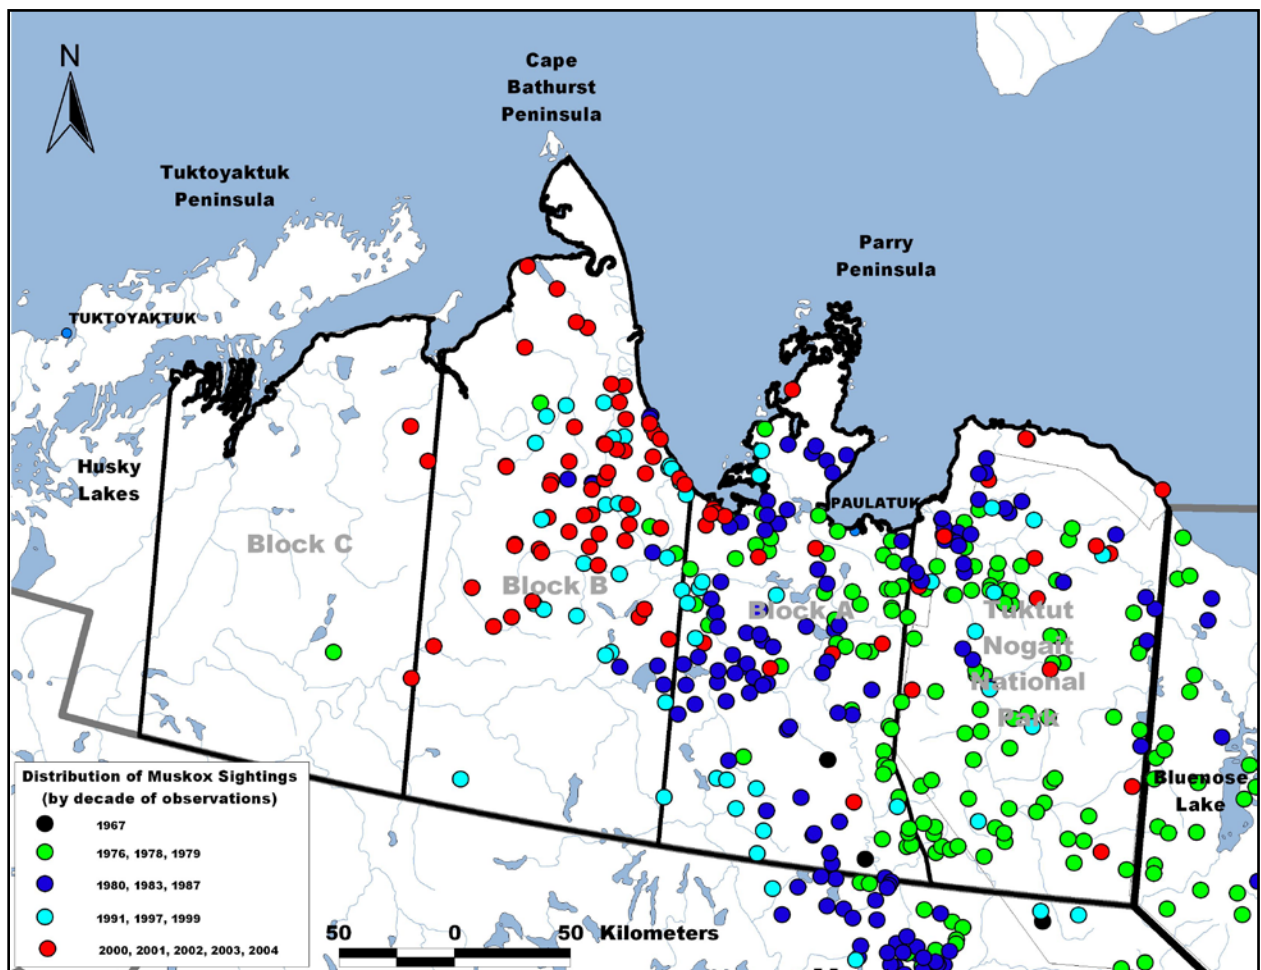 N
Cape
Bathurst
Peninsula
Tuktoyaktuk
Peninsula
Parry
Peninsula
TUKTOYAKTUK
Husky
Lakes
PAULATUK
Block C
Block B
Block A
Tuktut
Nogait
National
Park
Bluenose
Lake
Distribution of Muskox Sightings
(by decade of observations)
1967
1976, 1978, 1979
1980, 1983, 1987
1991, 1997, 1999
2000, 2001, 2002, 2003, 2004
50 0 50 Kilometers